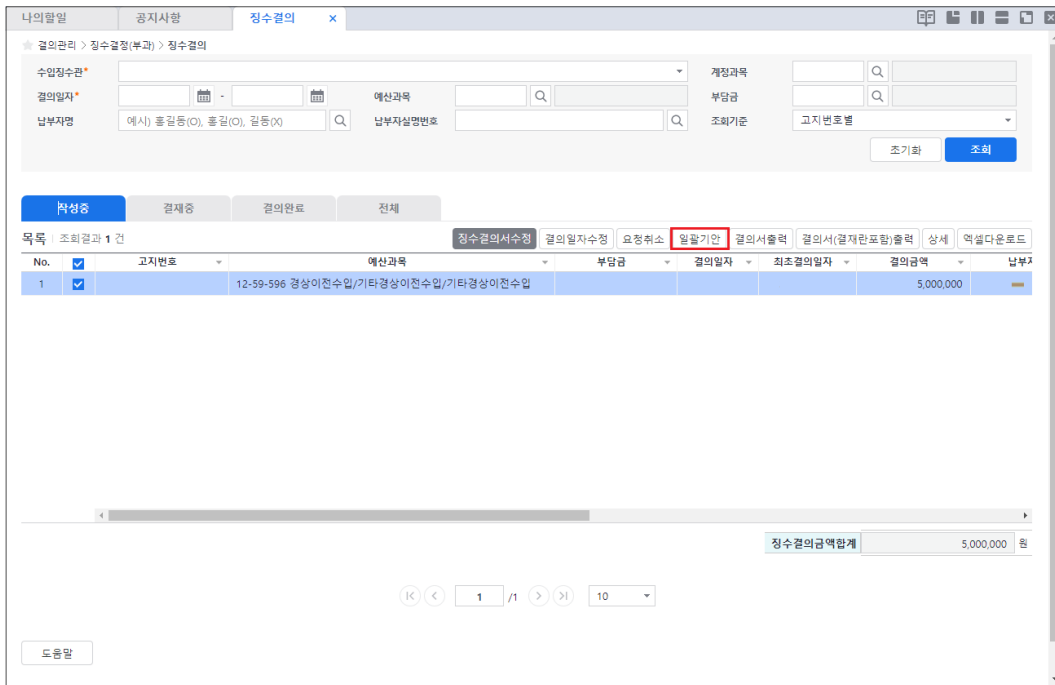 나의할일 공지사항 징수결의 ×
결의관리 > 징수결정(부과) > 징수결의
수입징수관* 계정과목
결의일자* - 예산과목 부담금
납부자명 예시) 홍길동(O), 홍길(O), 길동(X) 납부자실명번호 조회기준 고지번호별
초기화 조회
작성중 결재중 결의완료 전체
목록 조회결과 1 건 징수결의서수정 결의일자수정 요청취소 일괄기안 결의서출력 결의서(결재란포함)출력 상세 엑셀다운로드
No. 고지번호 예산과목 부담금 결의일자 최초결의일자 결의금액 납부자
1 12-59-596 경상이전수입/기타경상이전수입/기타경상이전수입 5,000,000
징수결의금액합계 5,000,000 원
1 /1 10
도움말